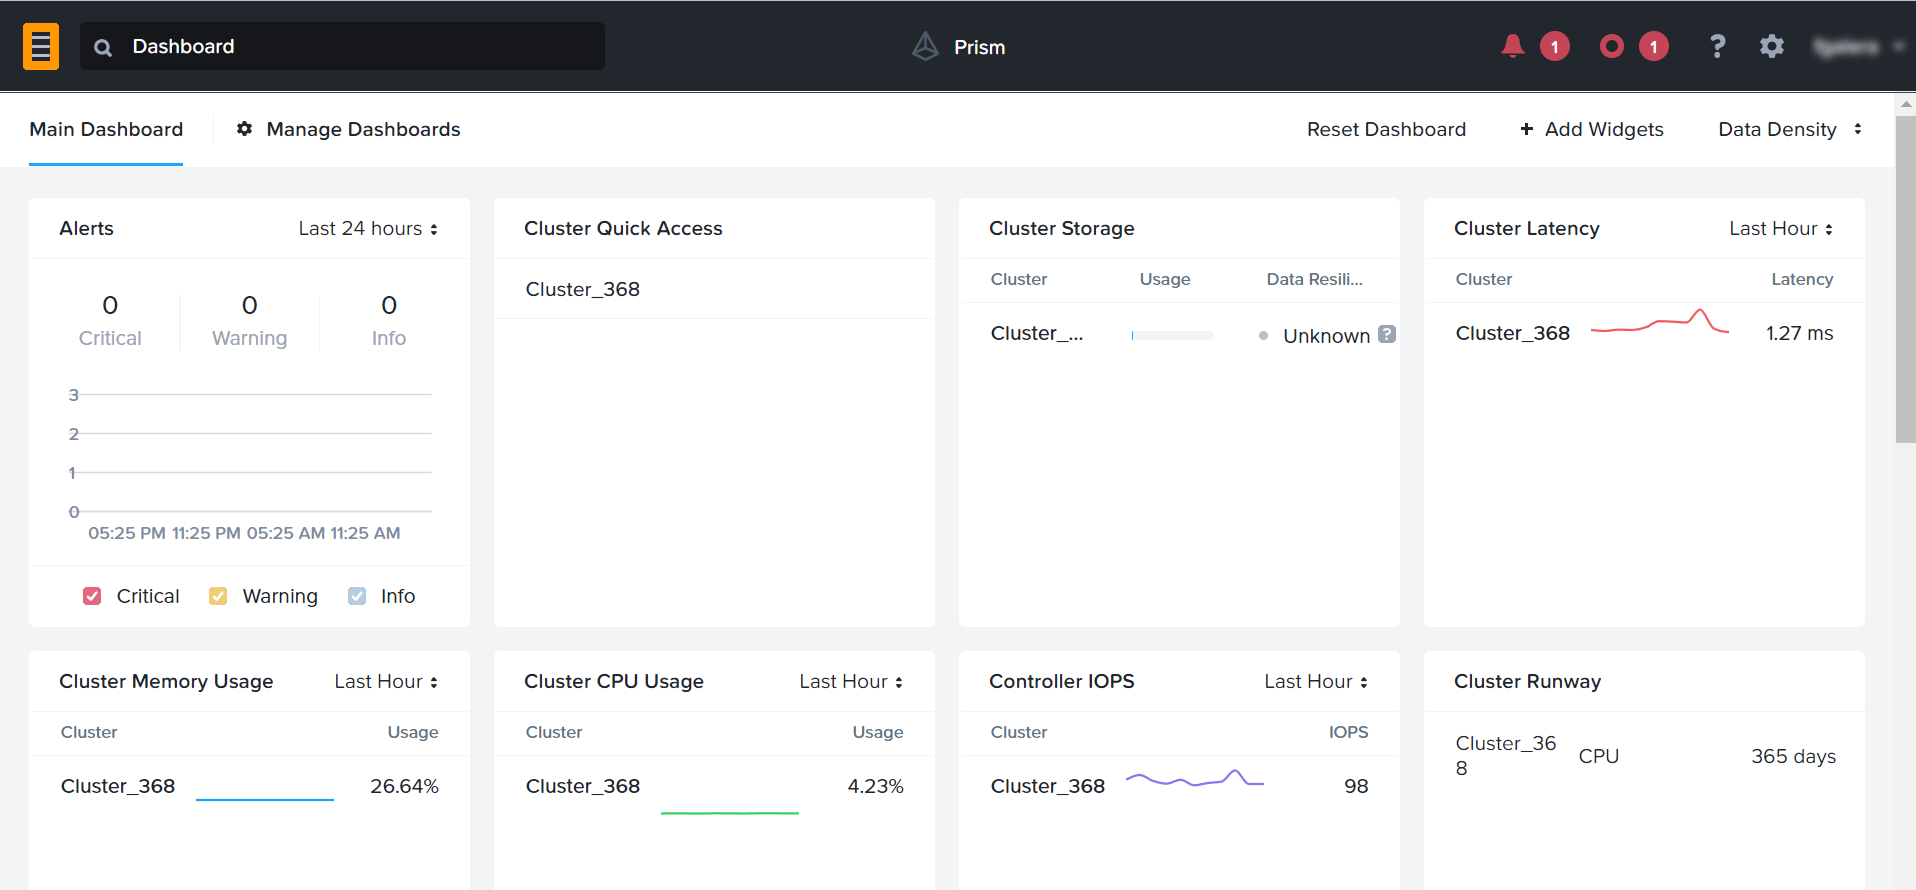 Dashboard
Prism
1
1
?
Main Dashboard
Manage Dashboards
Reset Dashboard
+ Add Widgets
Data Density
Alerts
Last 24 hours
0
0
0
Critical
Warning
Info
3
2
1
0
05:25 PM 11:25 PM 05:25 AM 11:25 AM
Critical
Warning
Info
Cluster Quick Access
Cluster_368
Cluster Storage
Cluster Usage Data Resili...
Cluster_... Unknown ?
Cluster Latency
Last Hour
Cluster Latency
Cluster_368 1.27 ms
Cluster Memory Usage
Last Hour
Cluster Usage
Cluster_368 26.64%
Cluster CPU Usage
Last Hour
Cluster Usage
Cluster_368 4.23%
Controller IOPS
Last Hour
Cluster IOPS
Cluster_368 98
Cluster Runway
Cluster_36
8
CPU
365 days